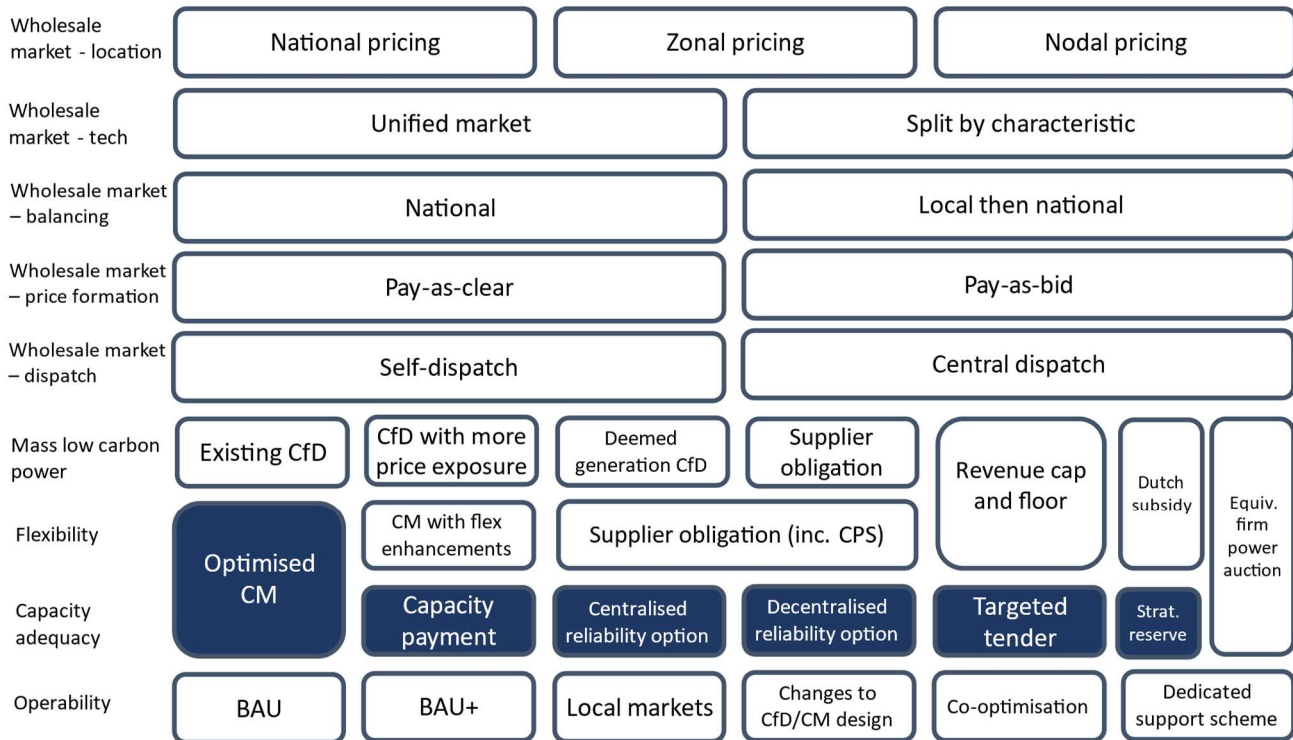 Wholesale
market - location
National pricing
Zonal pricing
Nodal pricing
Wholesale
market - tech
Unified market
Split by characteristic
Wholesale market
– balancing
National
Local then national
Wholesale market
– price formation
Pay-as-clear
Pay-as-bid
Wholesale market
– dispatch
Self-dispatch
Central dispatch
Mass low carbon
power
Existing CfD
CfD with more
price exposure
Deemed
generation CfD
Supplier
obligation
Revenue cap
and floor
Dutch
subsidy
Equiv.
firm
power
auction
Flexibility
Optimised
CM
CM with flex
enhancements
Supplier obligation (inc. CPS)
Capacity
adequacy
Capacity
payment
Centralised
reliability option
Decentralised
reliability option
Targeted
tender
Strat.
reserve
Operability
BAU
BAU+
Local markets
Changes to
CfD/CM design
Co-optimisation
Dedicated
support scheme